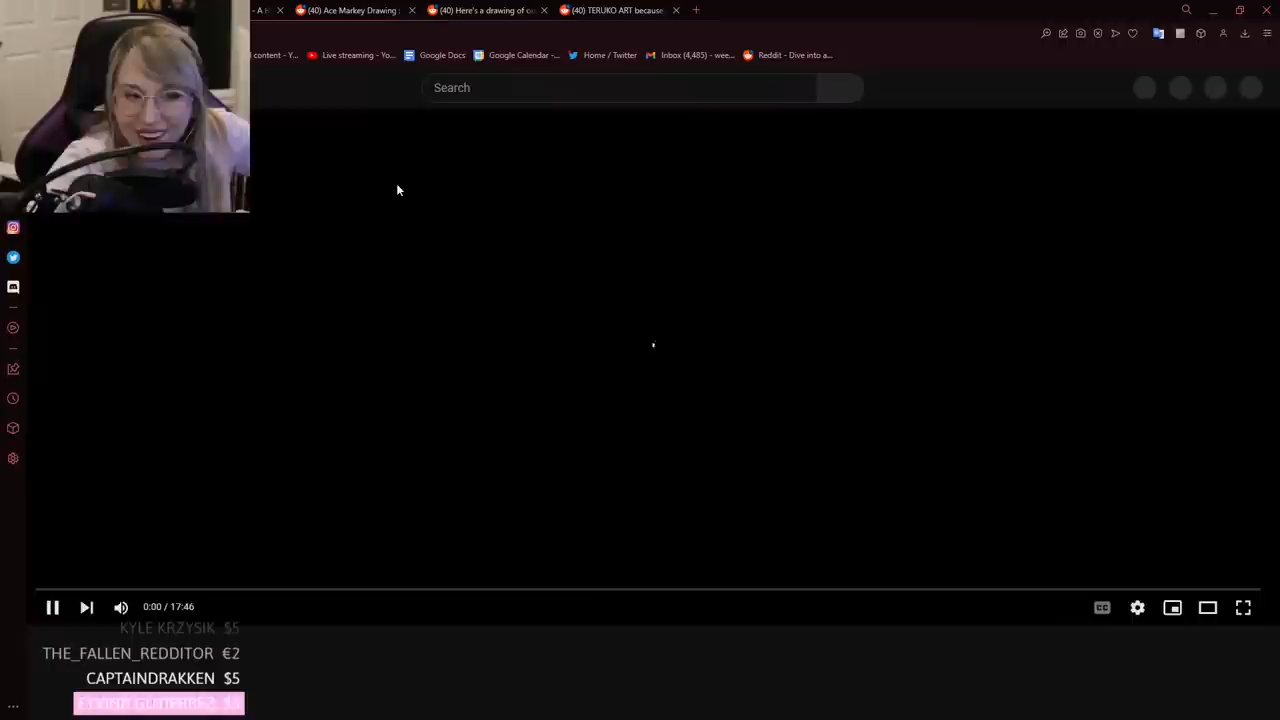 - A H
(40) Ace Markey Drawing :
(40) Here's a drawing of o
(40) TERUKO ART because
l content - Y...
Live streaming - Yo...
Google Docs
Google Calendar -...
Home / Twitter
Inbox (4,485) - wee...
Reddit - Dive into a...
Search
0:00 / 17:46
CC
KYLE KRZYSIK $5
THE_FALLEN_REDDITOR €2
CAPTAINDRAKKEN $5